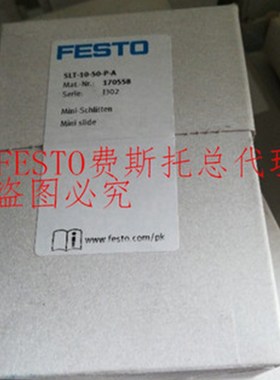 FESTO
SLT-10-50-P-A
Mat.-Nr.: 170558
Serie: J302
Mini-Schlitten
Mini slide
www.festo.com/pk
FESTO费斯托总代理
盗图必究